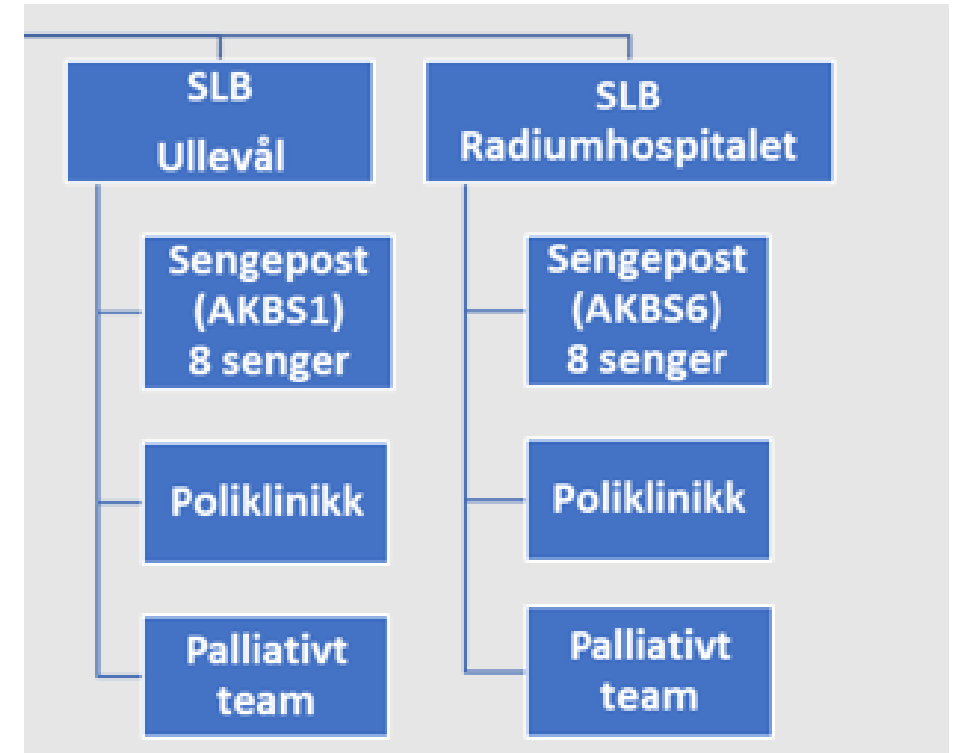 SLB
Ullevål
Sengepost
(AKBS1)
8 senger
Poliklinikk
Palliativt
team
SLB
Radiumhospitalet
Sengepost
(AKBS6)
8 senger
Poliklinikk
Palliativt
team